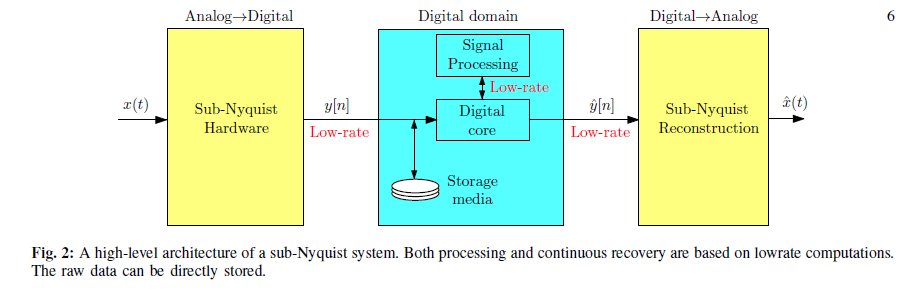 Analog→Digital
Digital domain
Digital→Analog
6
Signal
Processing
Low-rate
x(t)
Sub-Nyquist
Hardware
y[n]
Low-rate
Digital
core
ŷ[n]
Low-rate
Sub-Nyquist
Reconstruction
x̂(t)
Storage
media
Fig. 2: A high-level architecture of a sub-Nyquist system. Both processing and continuous recovery are based on lowrate computations.
The raw data can be directly stored.